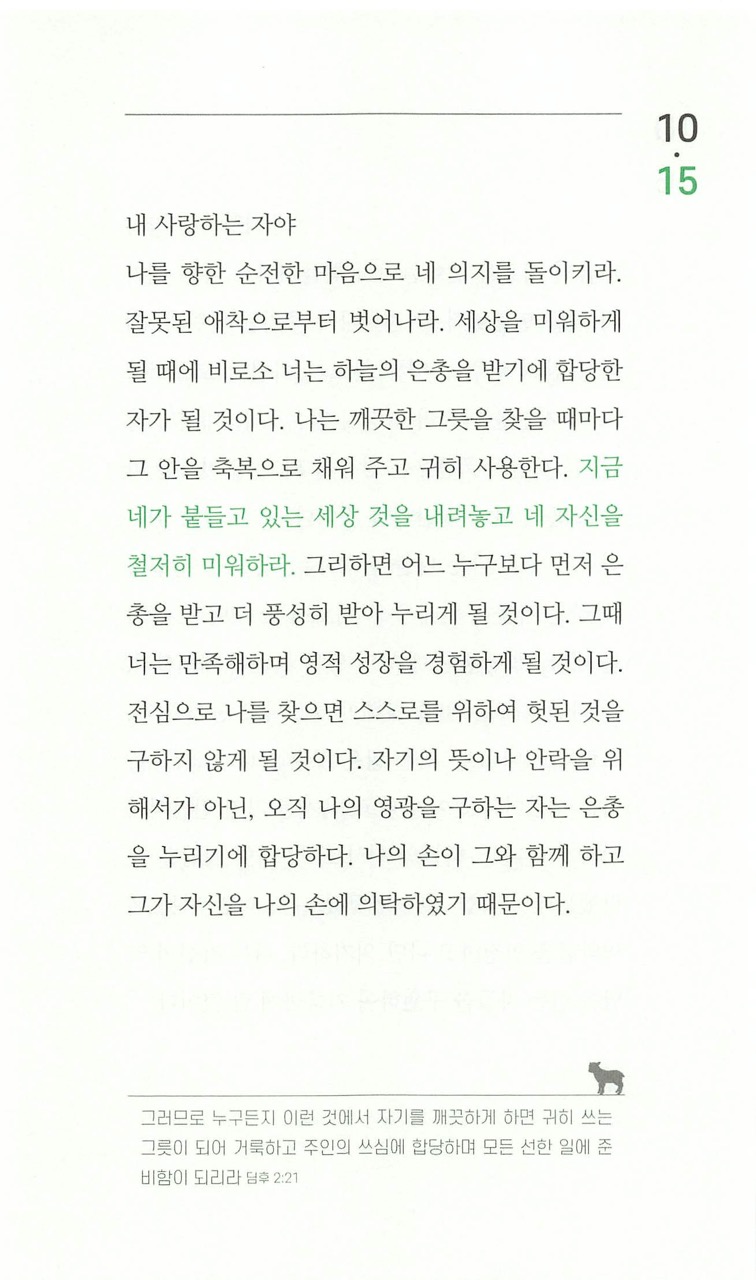 10
·
15
내 사랑하는 자야
나를 향한 순전한 마음으로 네 의지를 돌이키라.
잘못된 애착으로부터 벗어나라. 세상을 미워하게
될 때에 비로소 너는 하늘의 은총을 받기에 합당한
자가 될 것이다. 나는 깨끗한 그릇을 찾을 때마다
그 안을 축복으로 채워 주고 귀히 사용한다. 지금
네가 붙들고 있는 세상 것을 내려놓고 네 자신을
철저히 미워하라. 그리하면 어느 누구보다 먼저 은
총을 받고 더 풍성히 받아 누리게 될 것이다. 그때
너는 만족해하며 영적 성장을 경험하게 될 것이다.
전심으로 나를 찾으면 스스로를 위하여 헛된 것을
구하지 않게 될 것이다. 자기의 뜻이나 안락을 위
해서가 아닌, 오직 나의 영광을 구하는 자는 은총
을 누리기에 합당하다. 나의 손이 그와 함께 하고
그가 자신을 나의 손에 의탁하였기 때문이다.
그러므로 누구든지 이런 것에서 자기를 깨끗하게 하면 귀히 쓰는
그릇이 되어 거룩하고 주인의 쓰심에 합당하며 모든 선한 일에 준
비함이 되리라 딤후 2:21